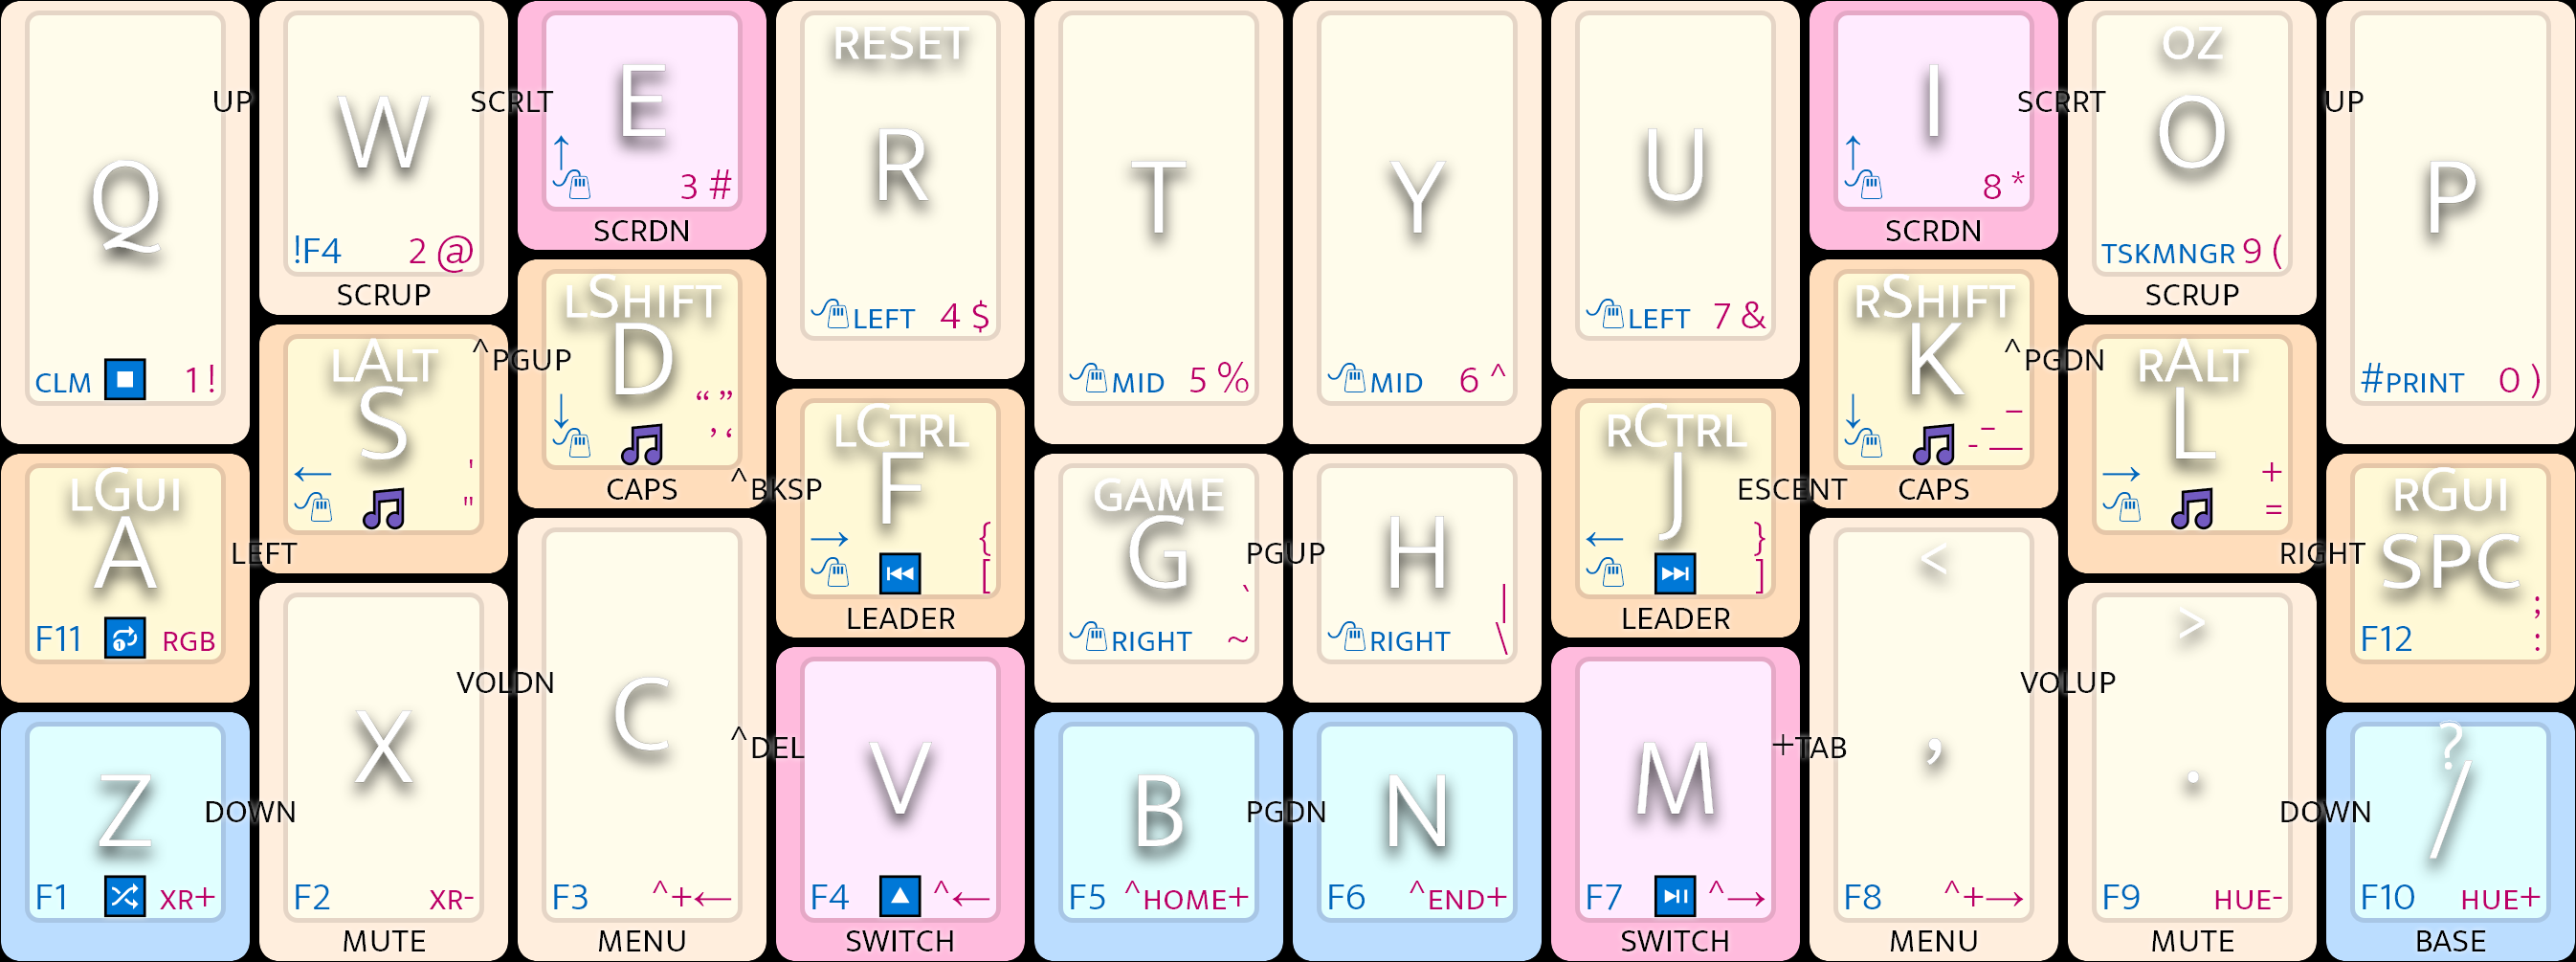 Q
UP
CLM 1 !
W
SCRLT
!F4 2 @
SCRUP
E
↑
3 #
SCRDN
RESET
R
LEFT 4 $
T
MID 5 %
Y
MID 6 ^
U
LEFT 7 &
I
SCRRT
↑
8 *
SCRDN
OZ
O
UP
TSKMNGR 9 (
SCRUP
P
#PRINT 0 )
LGUI
A
LEFT
F11 RGB
LALT
S
^PGUP
← '
"
LSHIFT
D
↓ “ ”
’ ‘
CAPS
^BKSP
LCTRL
F
→ {
[
LEADER
GAME
G
PGUP
`
RIGHT ~
H
|
RIGHT \
RCTRL
J
ESCENT
← }
]
LEADER
RSHIFT
K
^PGDN
↓ –
- — −
CAPS
RALT
L
RIGHT
→ +
=
RGUI
SPC
;
F12 :
Z
DOWN
F1 XR+
X
VOLDN
F2 XR-
MUTE
C
^DEL
F3 ^+←
MENU
V
F4 ^←
SWITCH
B
PGDN
F5 ^HOME+
N
F6 ^END+
M
+TAB
F7 ^→
SWITCH
<
,
VOLUP
F8 ^+→
MENU
>
.
DOWN
F9 HUE-
MUTE
?
/
F10 HUE+
BASE